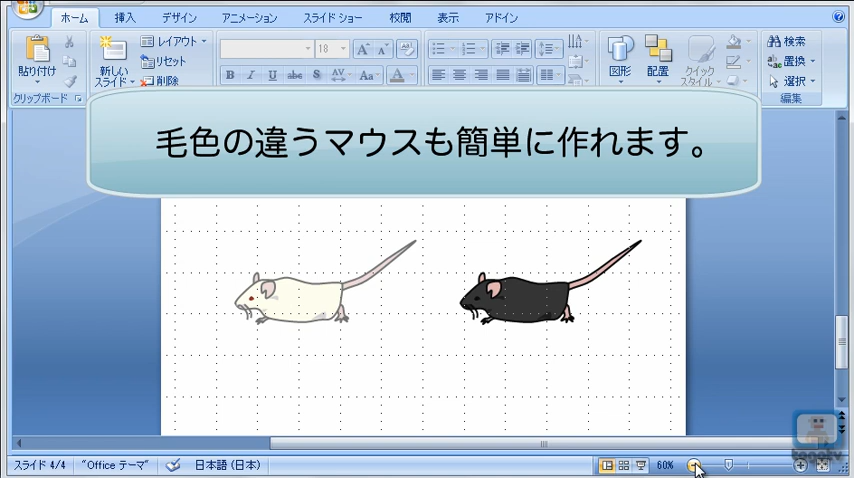 ホーム 挿入 デザイン アニメーション スライド ショー 校閲 表示 アドイン
貼り付け
新しい
スライド
レイアウト
リセット
削除
18
B I U abe S AV Aa A
図形
配置
クイック
スタイル
検索
置換
選択
クリップボード
編集
毛色の違うマウスも簡単に作れます。
スライド 4/4 "Office テーマ" 日本語 (日本) 60%
togotv